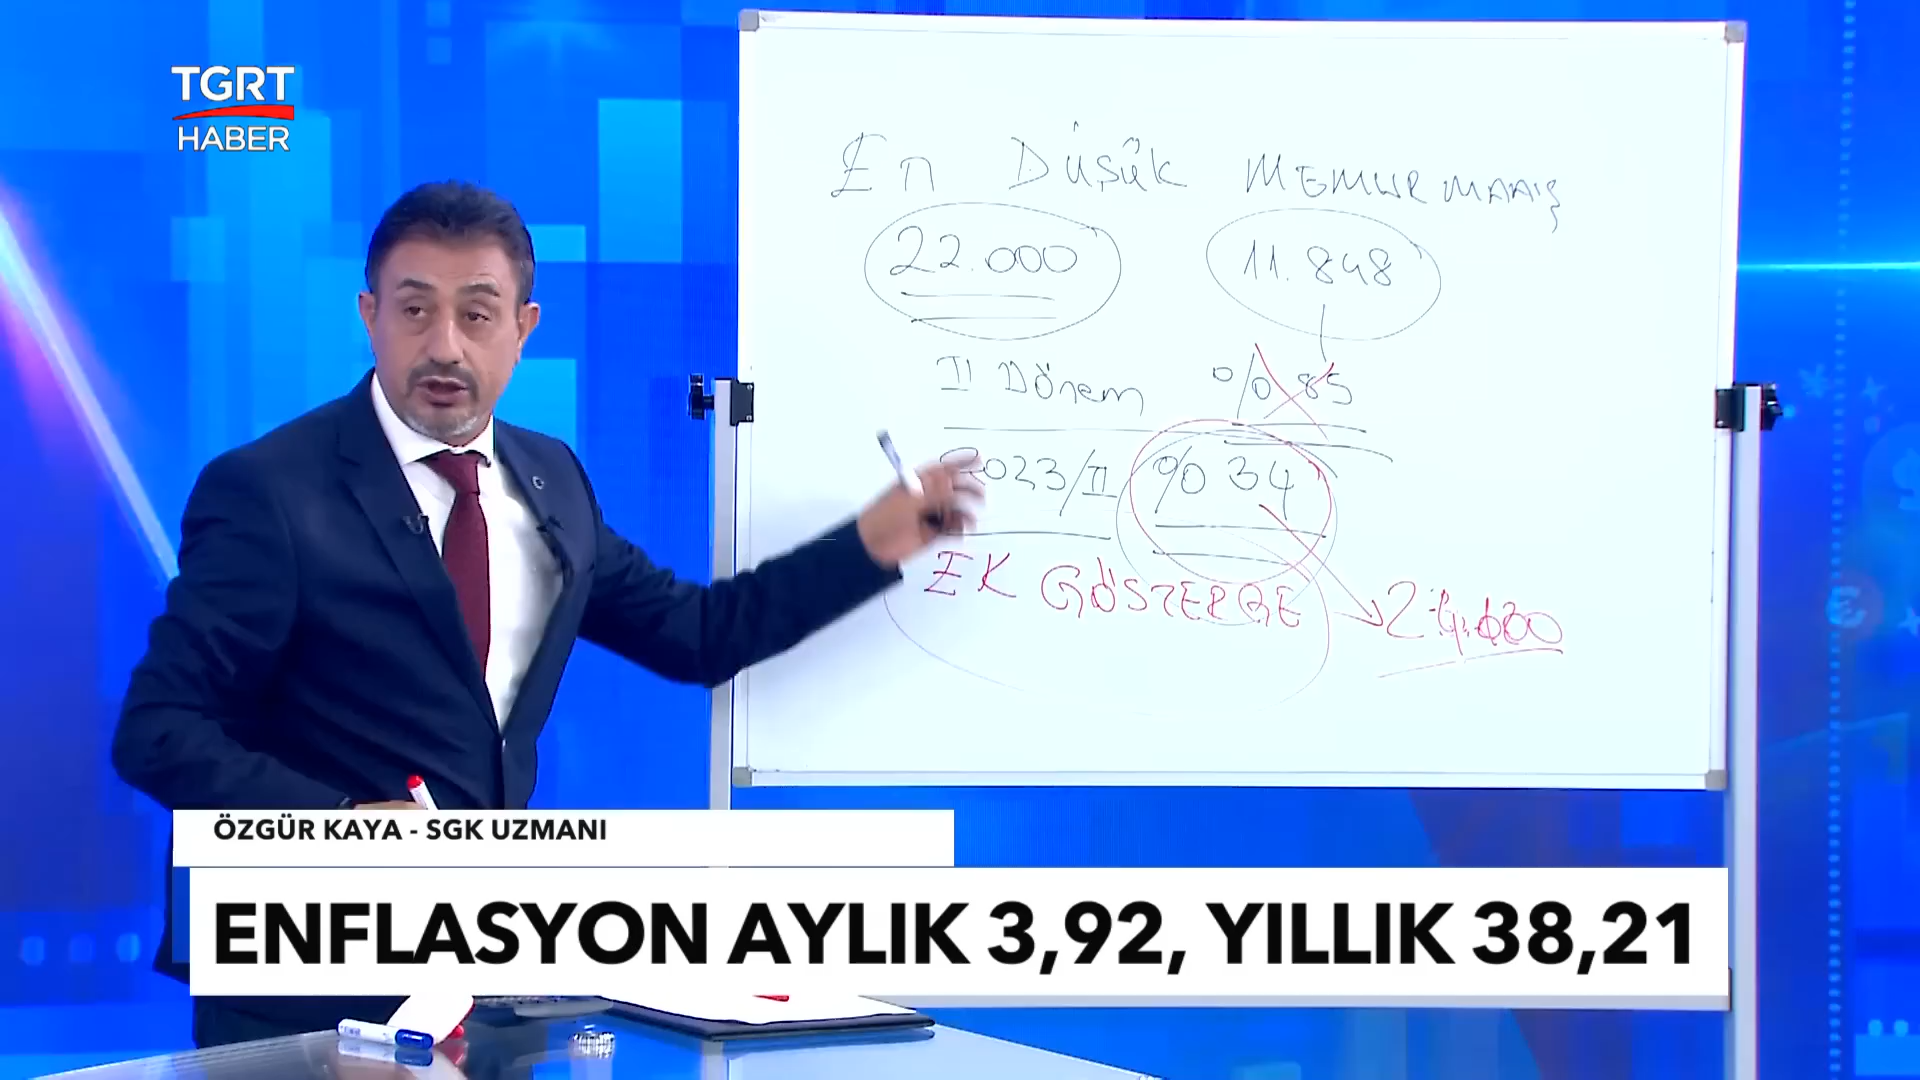 TGRT
HABER
En Düşük MEMUR MAAIŞ
22.000 11.848
II Dönem %85
2023/II %34
EK GÖSTERGE
ÖZGÜR KAYA - SGK UZMANI
ENFLASYON AYLIK 3,92, YILLIK 38,21